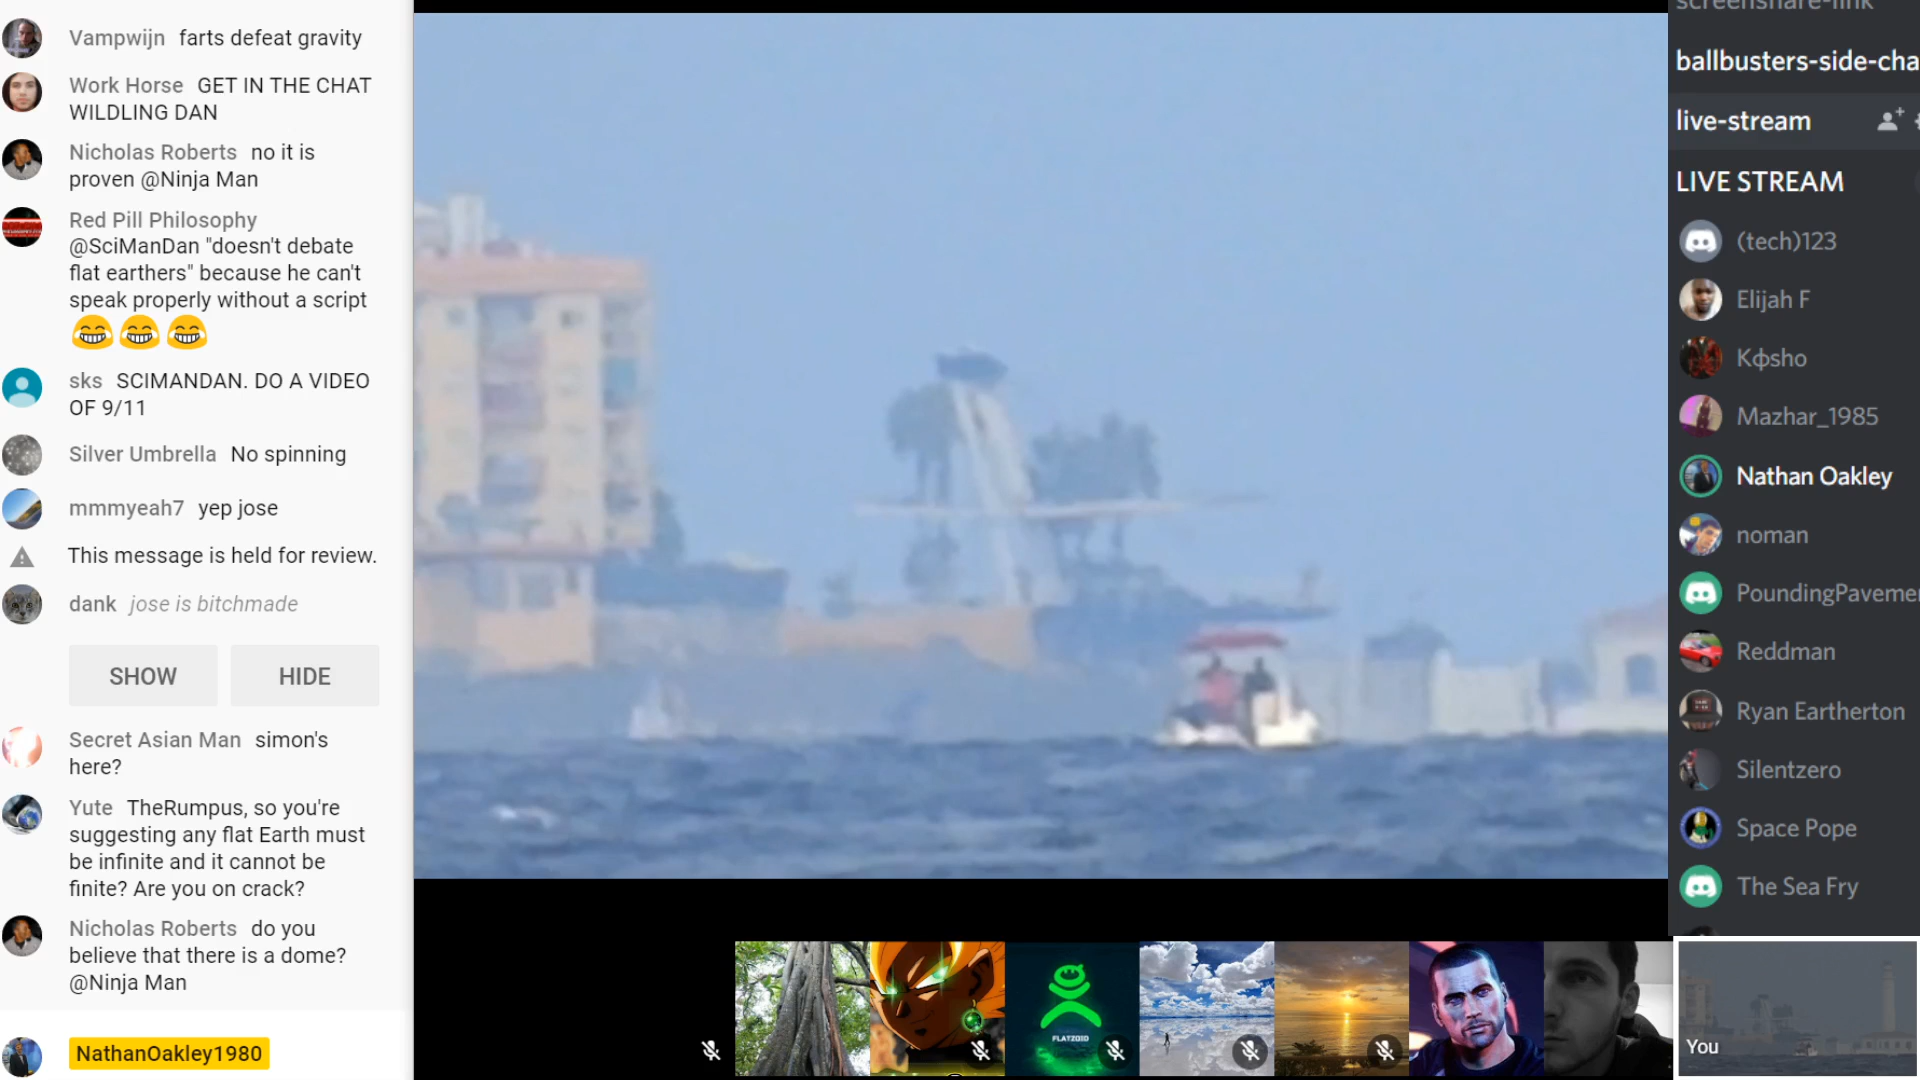 Vampwijn farts defeat gravity
Work Horse GET IN THE CHAT
WILDLING DAN
Nicholas Roberts no it is
proven @Ninja Man
Red Pill Philosophy
@SciManDan "doesn't debate
flat earthers" because he can't
speak properly without a script
sks SCIMANDAN. DO A VIDEO
OF 9/11
Silver Umbrella No spinning
mmmyeah7 yep jose
This message is held for review.
dank jose is bitchmade
SHOW HIDE
Secret Asian Man simon's
here?
Yute TheRumpus, so you're
suggesting any flat Earth must
be infinite and it cannot be
finite? Are you on crack?
Nicholas Roberts do you
believe that there is a dome?
@Ninja Man
NathanOakley1980
FLATZOID
screenshare-link
ballbusters-side-cha
live-stream
LIVE STREAM
(tech)123
Elijah F
Kфsho
Mazhar_1985
Nathan Oakley
noman
PoundingPaveme
Reddman
Ryan Eartherton
Silentzero
Space Pope
The Sea Fry
You